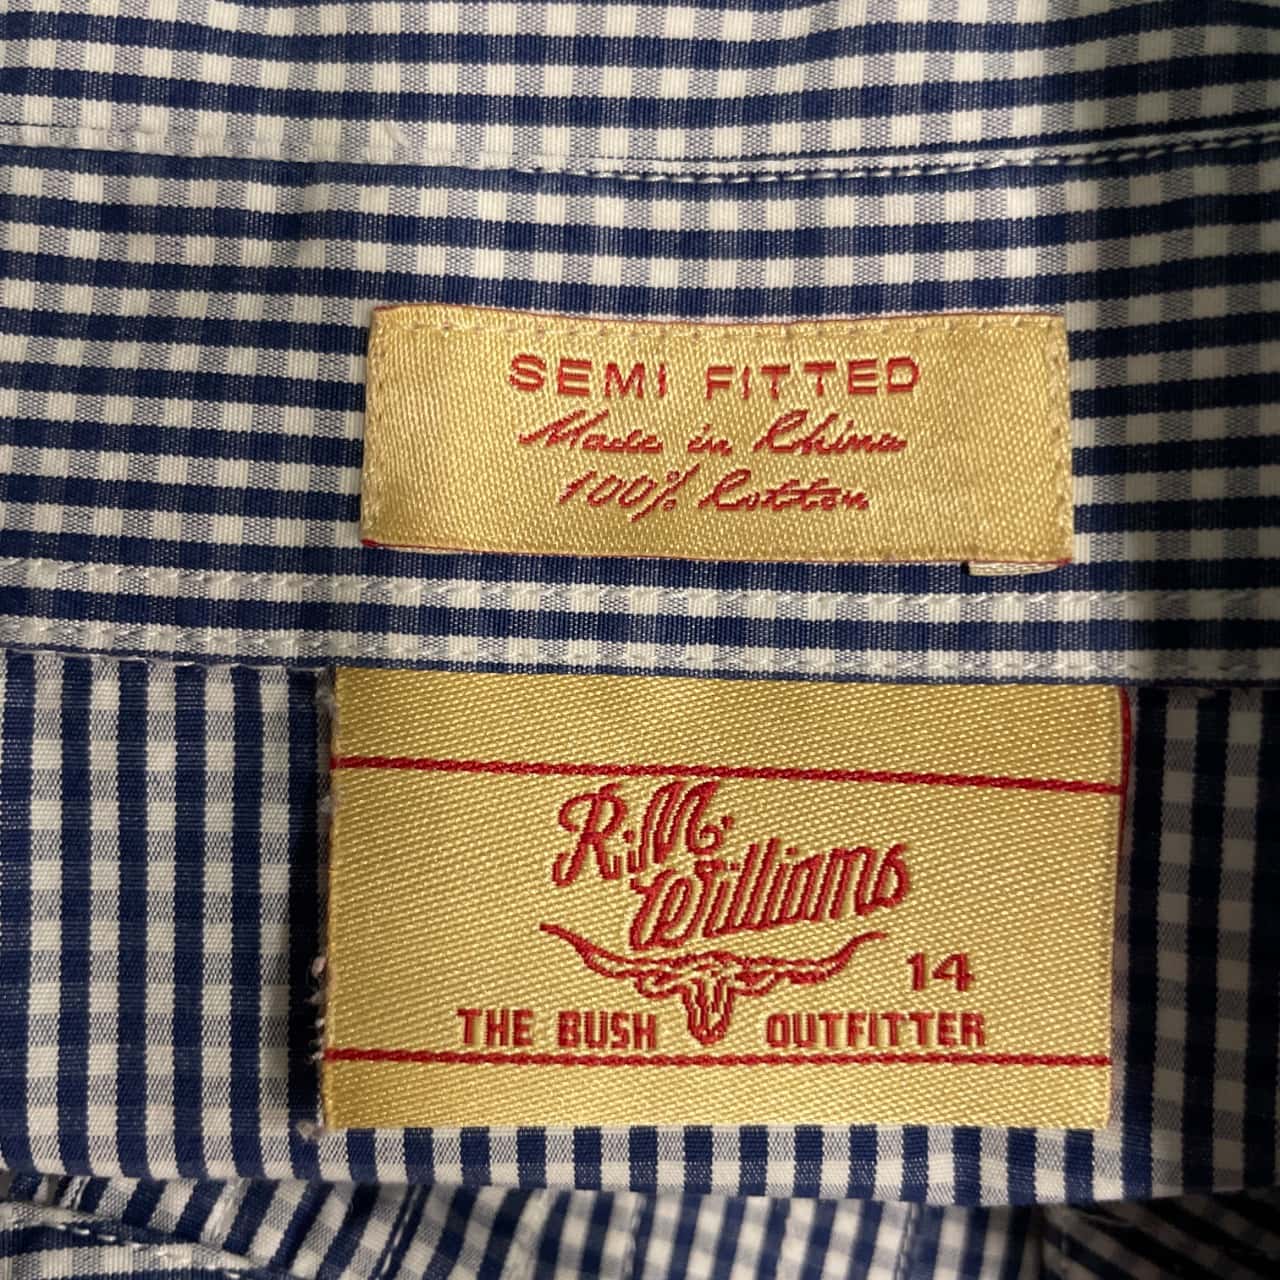 SEMI FITTED
Made in China
100% Cotton
R.M.
Williams
14
THE BUSH OUTFITTER